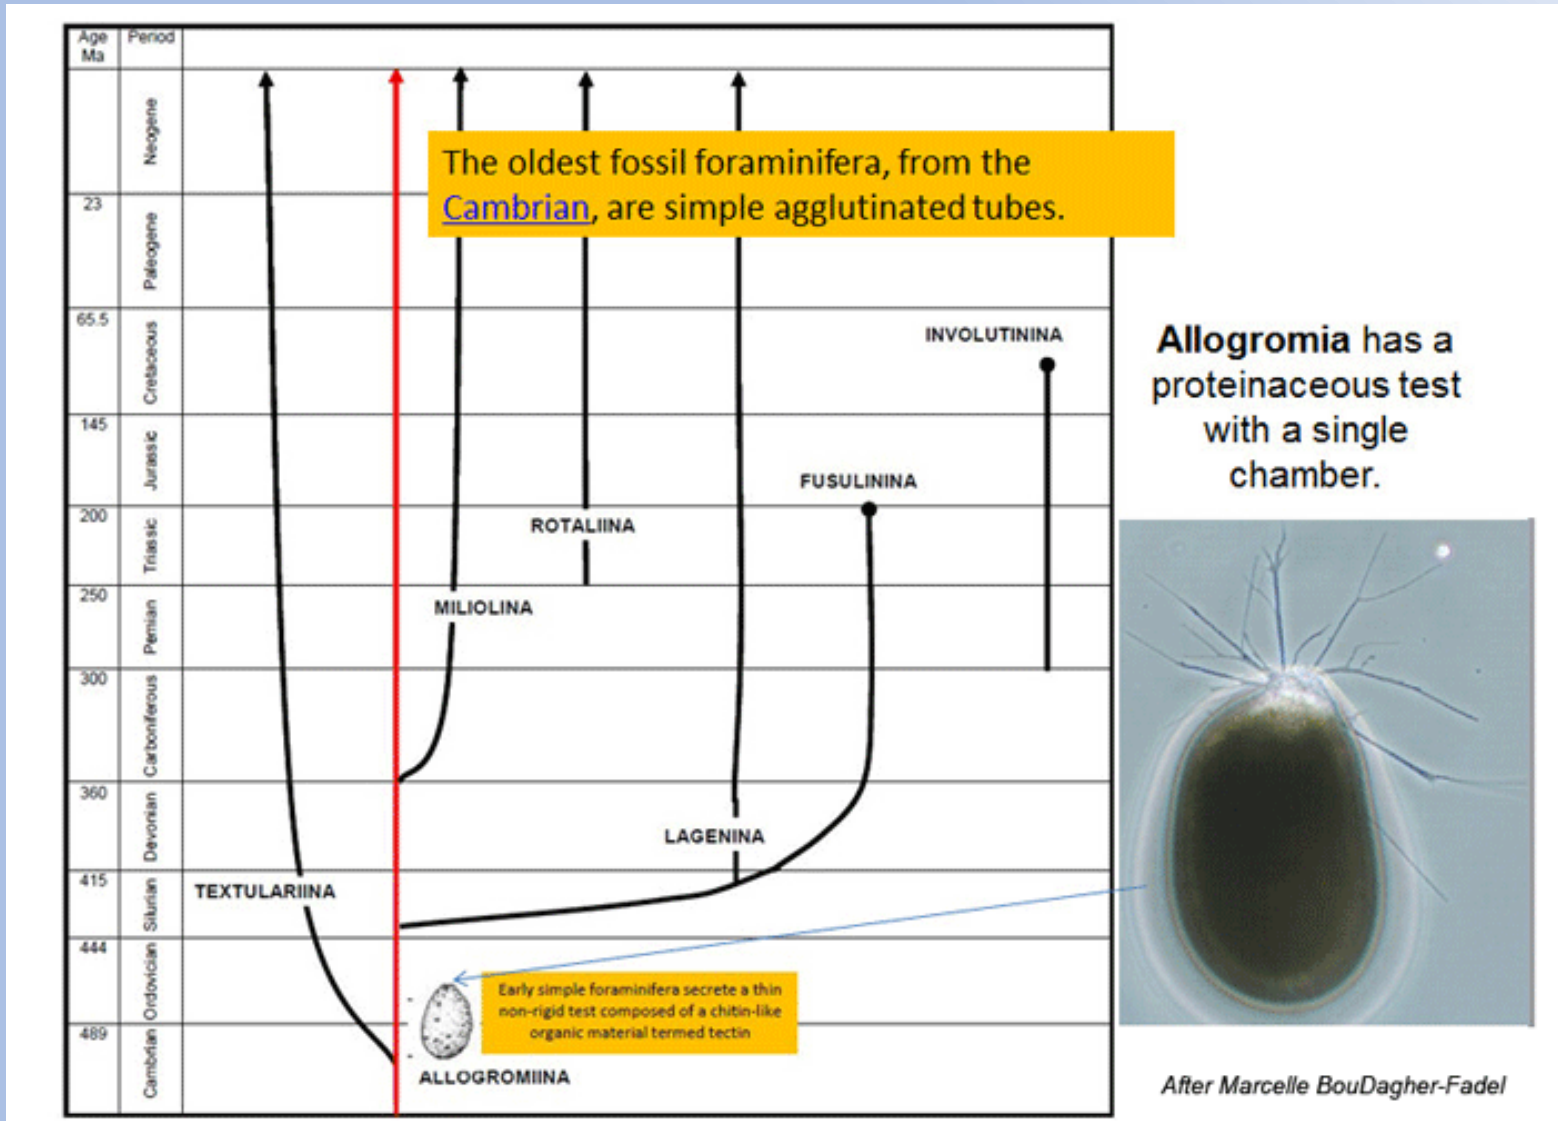 Age
Ma
Period
Neogene
23
Paleogene
65.5
Cretaceous
145
Jurassic
200
Triassic
250
Permian
300
Carboniferous
360
Devonian
415
Silurian
444
Ordovician
489
Cambrian
The oldest fossil foraminifera, from the
Cambrian, are simple agglutinated tubes.
INVOLUTININA
FUSULININA
ROTALIINA
MILIOLINA
LAGENINA
TEXTULARIINA
Early simple foraminifera secrete a thin
non-rigid test composed of a chitin-like
organic material termed tectin
ALLOGROMIINA
Allogromia has a
proteinaceous test
with a single
chamber.
After Marcelle BouDagher-Fadel